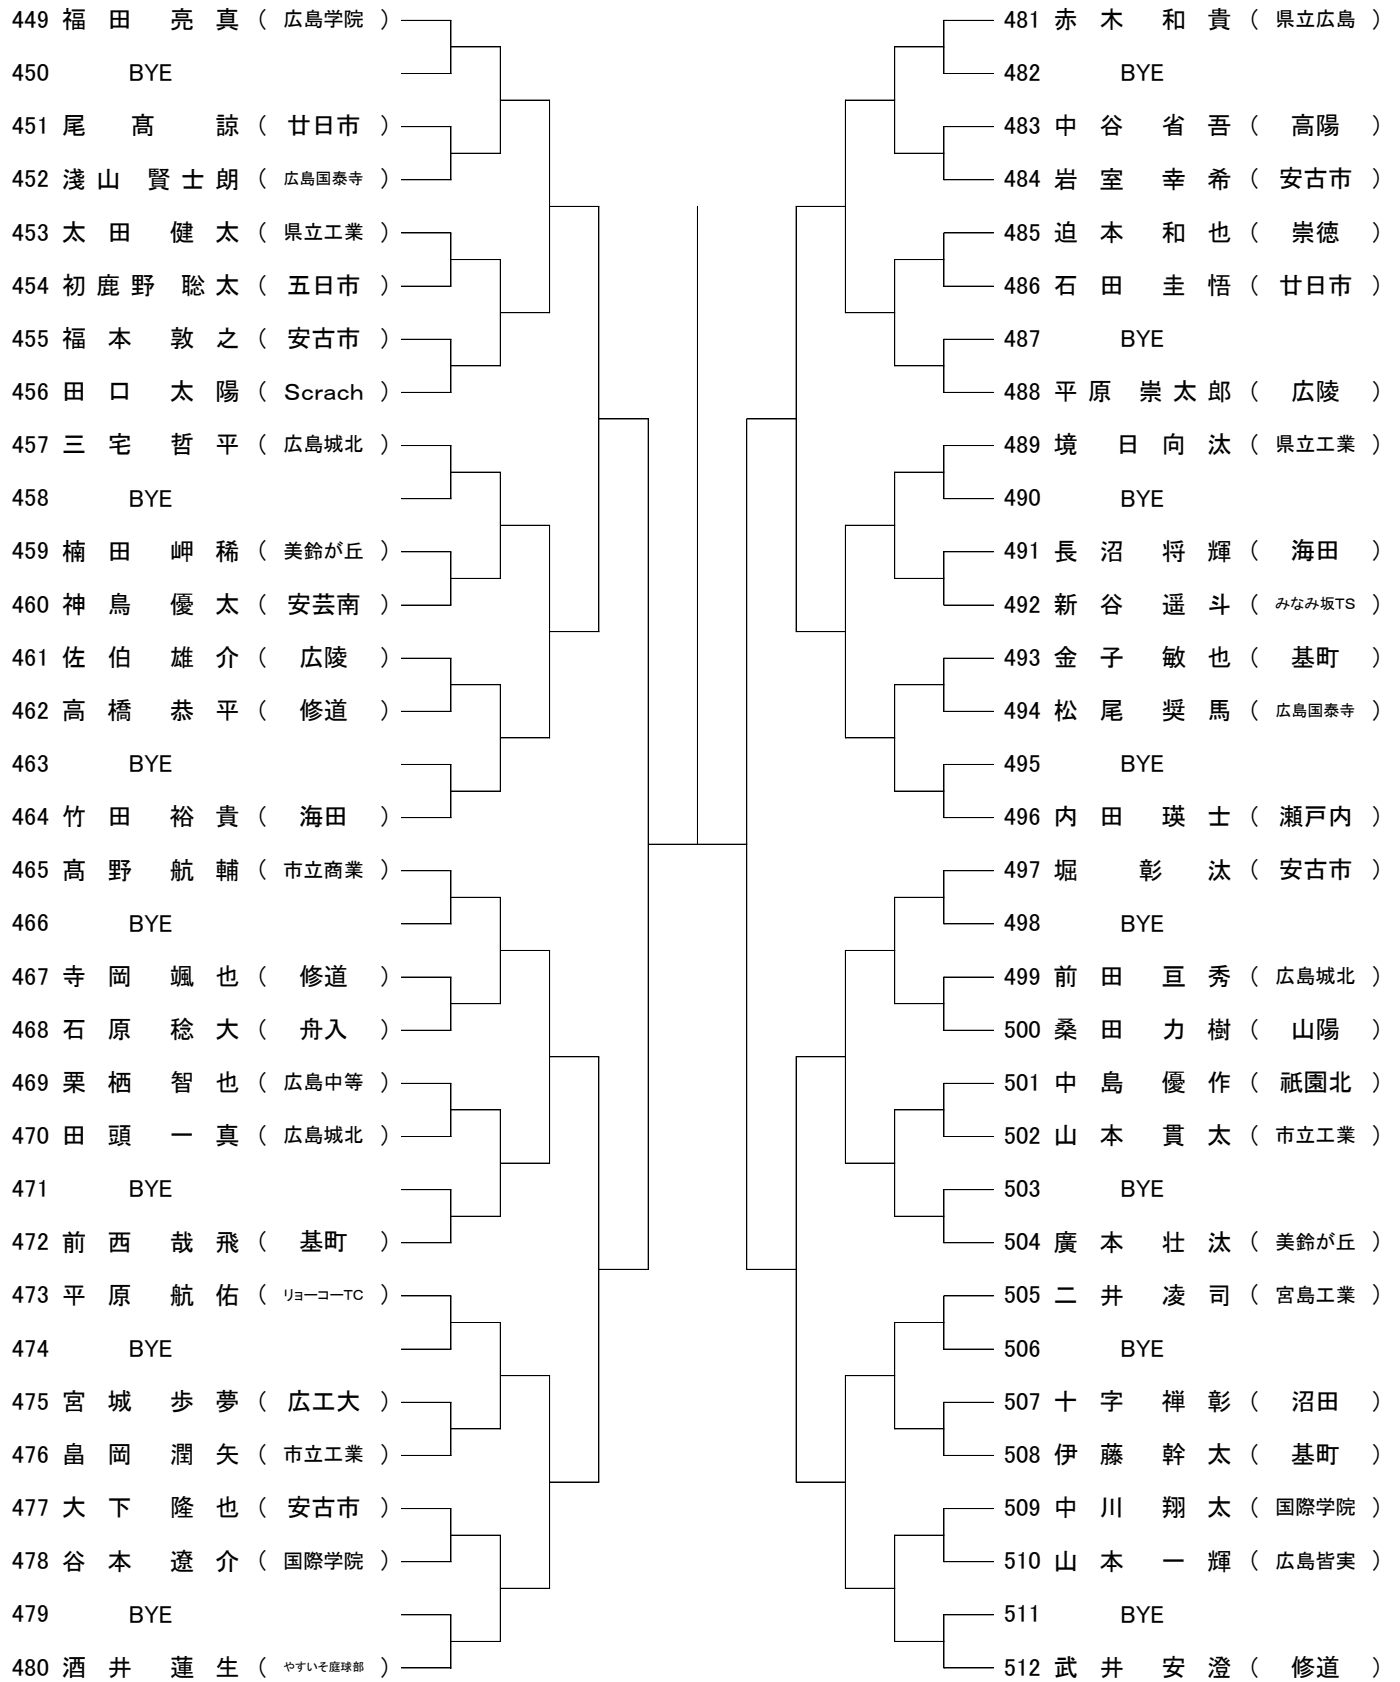 449 福田 亮真 ( 広島学院 )
450 BYE
451 尾髙 諒 ( 廿日市 )
452 淺山 賢士朗 ( 広島国泰寺 )
453 太田 健太 ( 県立工業 )
454 初鹿野 聡太 ( 五日市 )
455 福本 敦之 ( 安古市 )
456 田口 太陽 ( Scrach )
457 三宅 哲平 ( 広島城北 )
458 BYE
459 楠田 岬稀 ( 美鈴が丘 )
460 神鳥 優太 ( 安芸南 )
461 佐伯 雄介 ( 広陵 )
462 高橋 恭平 ( 修道 )
463 BYE
464 竹田 裕貴 ( 海田 )
465 髙野 航輔 ( 市立商業 )
466 BYE
467 寺岡 颯也 ( 修道 )
468 石原 稔大 ( 舟入 )
469 栗栖 智也 ( 広島中等 )
470 田頭 一真 ( 広島城北 )
471 BYE
472 前西 哉飛 ( 基町 )
473 平原 航佑 ( リョーコーTC )
474 BYE
475 宮城 歩夢 ( 広工大 )
476 畠岡 潤矢 ( 市立工業 )
477 大下 隆也 ( 安古市 )
478 谷本 遼介 ( 国際学院 )
479 BYE
480 酒井 蓮生 ( やすいそ庭球部 )
481 赤木 和貴 ( 県立広島 )
482 BYE
483 中谷 省吾 ( 高陽 )
484 岩室 幸希 ( 安古市 )
485 迫本 和也 ( 崇徳 )
486 石田 圭悟 ( 廿日市 )
487 BYE
488 平原 崇太郎 ( 広陵 )
489 境 日向汰 ( 県立工業 )
490 BYE
491 長沼 将輝 ( 海田 )
492 新谷 遥斗 ( みなみ坂TS )
493 金子 敏也 ( 基町 )
494 松尾 奨馬 ( 広島国泰寺 )
495 BYE
496 内田 瑛士 ( 瀬戸内 )
497 堀 彰汰 ( 安古市 )
498 BYE
499 前田 亘秀 ( 広島城北 )
500 桑田 力樹 ( 山陽 )
501 中島 優作 ( 祇園北 )
502 山本 貫太 ( 市立工業 )
503 BYE
504 廣本 壮汰 ( 美鈴が丘 )
505 二井 凌司 ( 宮島工業 )
506 BYE
507 十字 禅彰 ( 沼田 )
508 伊藤 幹太 ( 基町 )
509 中川 翔太 ( 国際学院 )
510 山本 一輝 ( 広島皆実 )
511 BYE
512 武井 安澄 ( 修道 )